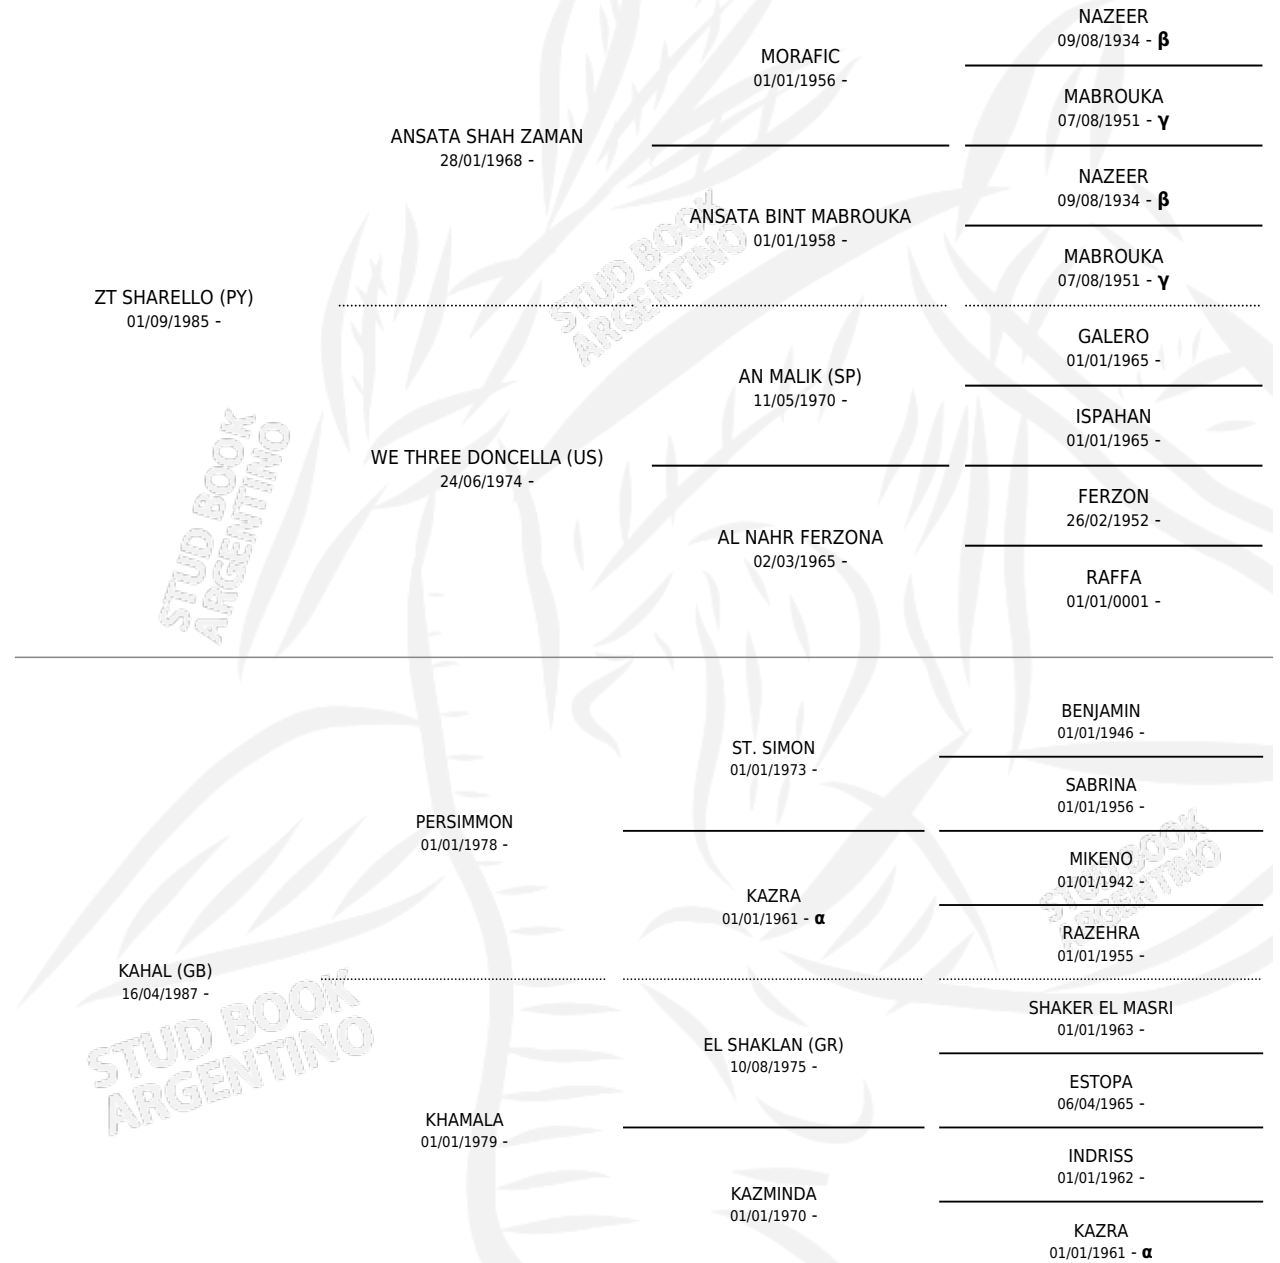 NAZEER
09/08/1934 - β
MORAFIC
01/01/1956 -
MABROUKA
07/08/1951 - γ
ANSATA SHAH ZAMAN
28/01/1968 -
NAZEER
09/08/1934 - β
ANSATA BINT MABROUKA
01/01/1958 -
MABROUKA
07/08/1951 - γ
ZT SHARELLO (PY)
01/09/1985 -
GALERO
01/01/1965 -
AN MALIK (SP)
11/05/1970 -
ISPAHAN
01/01/1965 -
WE THREE DONCELLA (US)
24/06/1974 -
FERZON
26/02/1952 -
AL NAHR FERZONA
02/03/1965 -
RAFFA
01/01/0001 -
BENJAMIN
01/01/1946 -
ST. SIMON
01/01/1973 -
SABRINA
01/01/1956 -
PERSIMMON
01/01/1978 -
MIKENO
01/01/1942 -
KAZRA
01/01/1961 - α
RAZEHRA
01/01/1955 -
KAHAL (GB)
16/04/1987 -
SHAKER EL MASRI
01/01/1963 -
EL SHAKLAN (GR)
10/08/1975 -
ESTOPA
06/04/1965 -
KHAMALA
01/01/1979 -
INDRISS
01/01/1962 -
KAZMINDA
01/01/1970 -
KAZRA
01/01/1961 - α
STUD BOOK
ARGENTINO
STUD BOOK
ARGENTINO
STUD BOOK
ARGENTINO
STUD BOOK
ARGENTINO